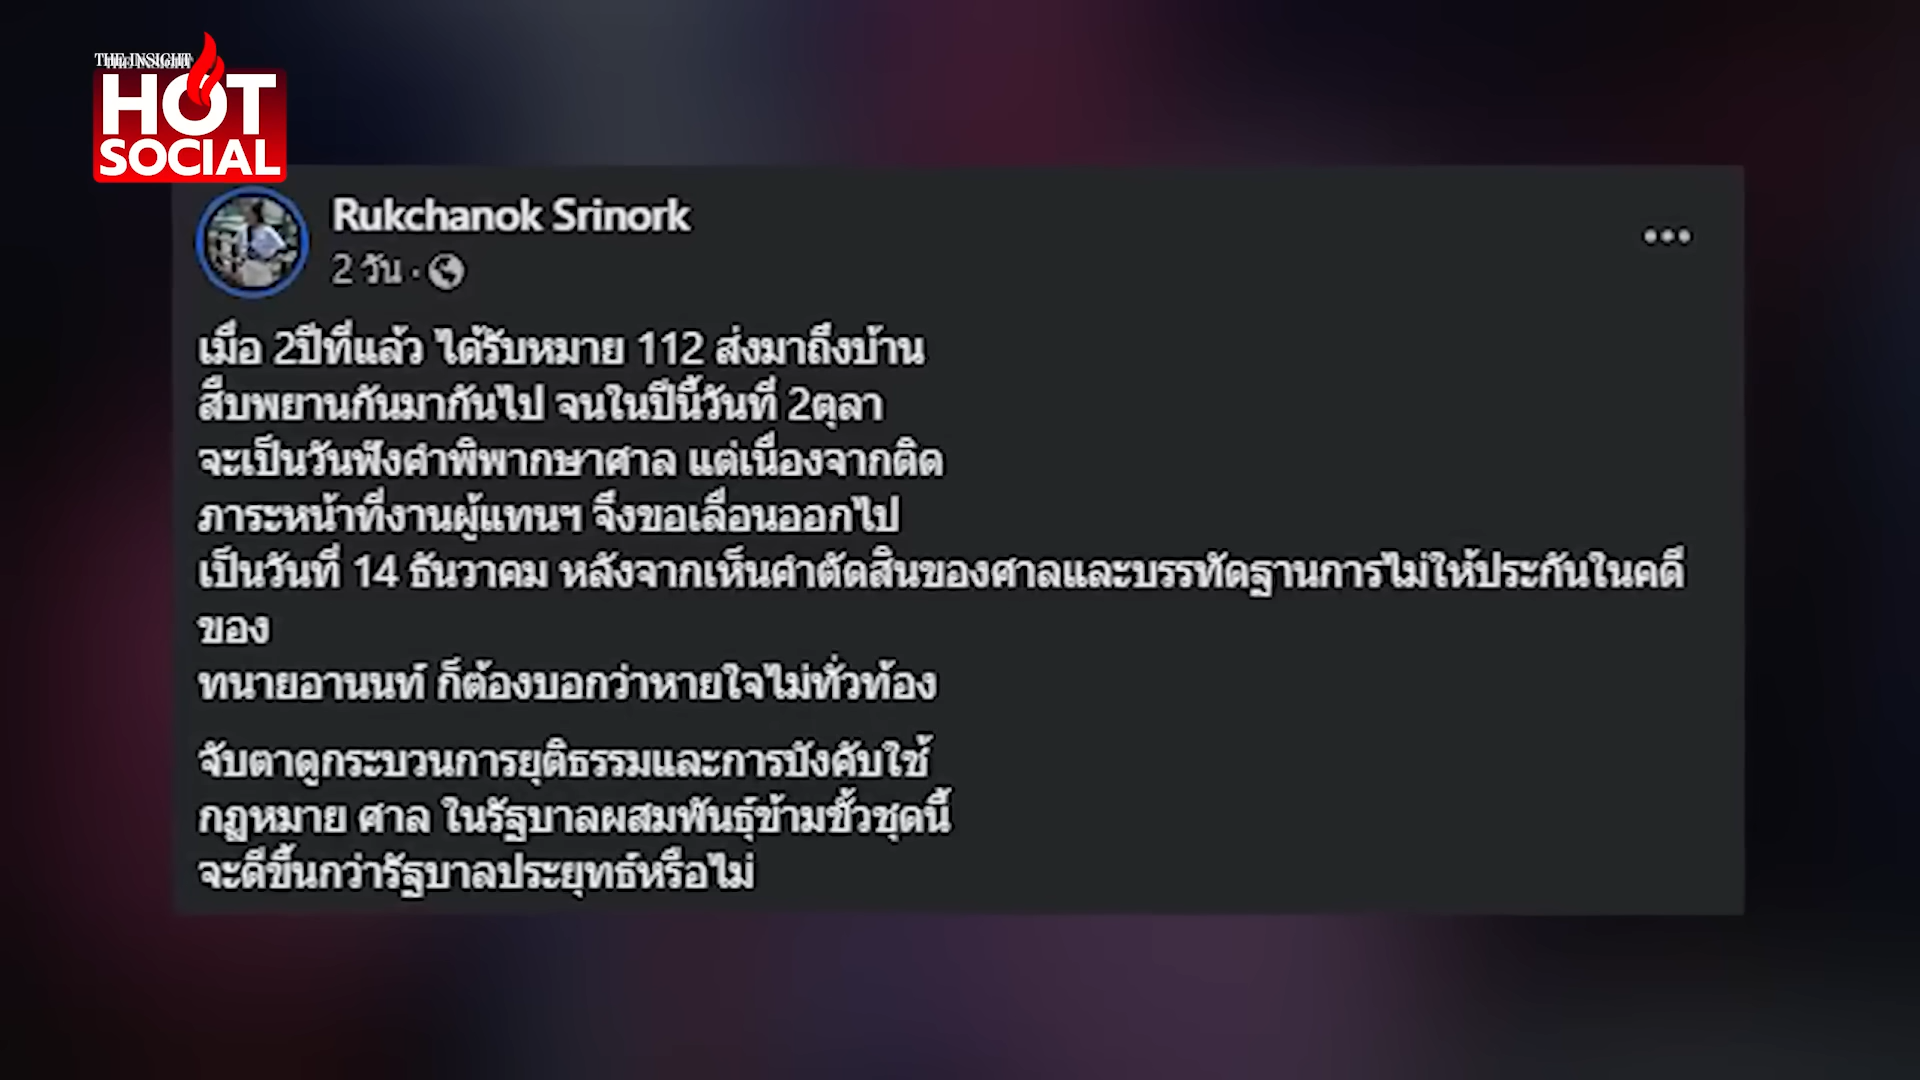 THE INSIGHT
HOT
SOCIAL
Rukchanok Srinork
2 วัน ·
เมื่อ 2ปีที่แล้ว ได้รับหมาย 112 ส่งมาถึงบ้าน
สืบพยานกันมากันไป จนในปีนี้วันที่ 2ตุลา
จะเป็นวันฟังคำพิพากษาศาล แต่เนื่องจากติด
ภาระหน้าที่งานผู้แทนฯ จึงขอเลื่อนออกไป
เป็นวันที่ 14 ธันวาคม หลังจากเห็นคำตัดสินของศาลและบรรทัดฐานการไม่ให้ประกันในคดี
ของ
ทนายอานนท์ ก็ต้องบอกว่าหายใจไม่ทั่วท้อง
จับตาดูกระบวนการยุติธรรมและการบังคับใช้
กฎหมาย ศาล ในรัฐบาลผสมพันธุ์ข้ามขั้วชุดนี้
จะดีขึ้นกว่ารัฐบาลประยุทธ์หรือไม่